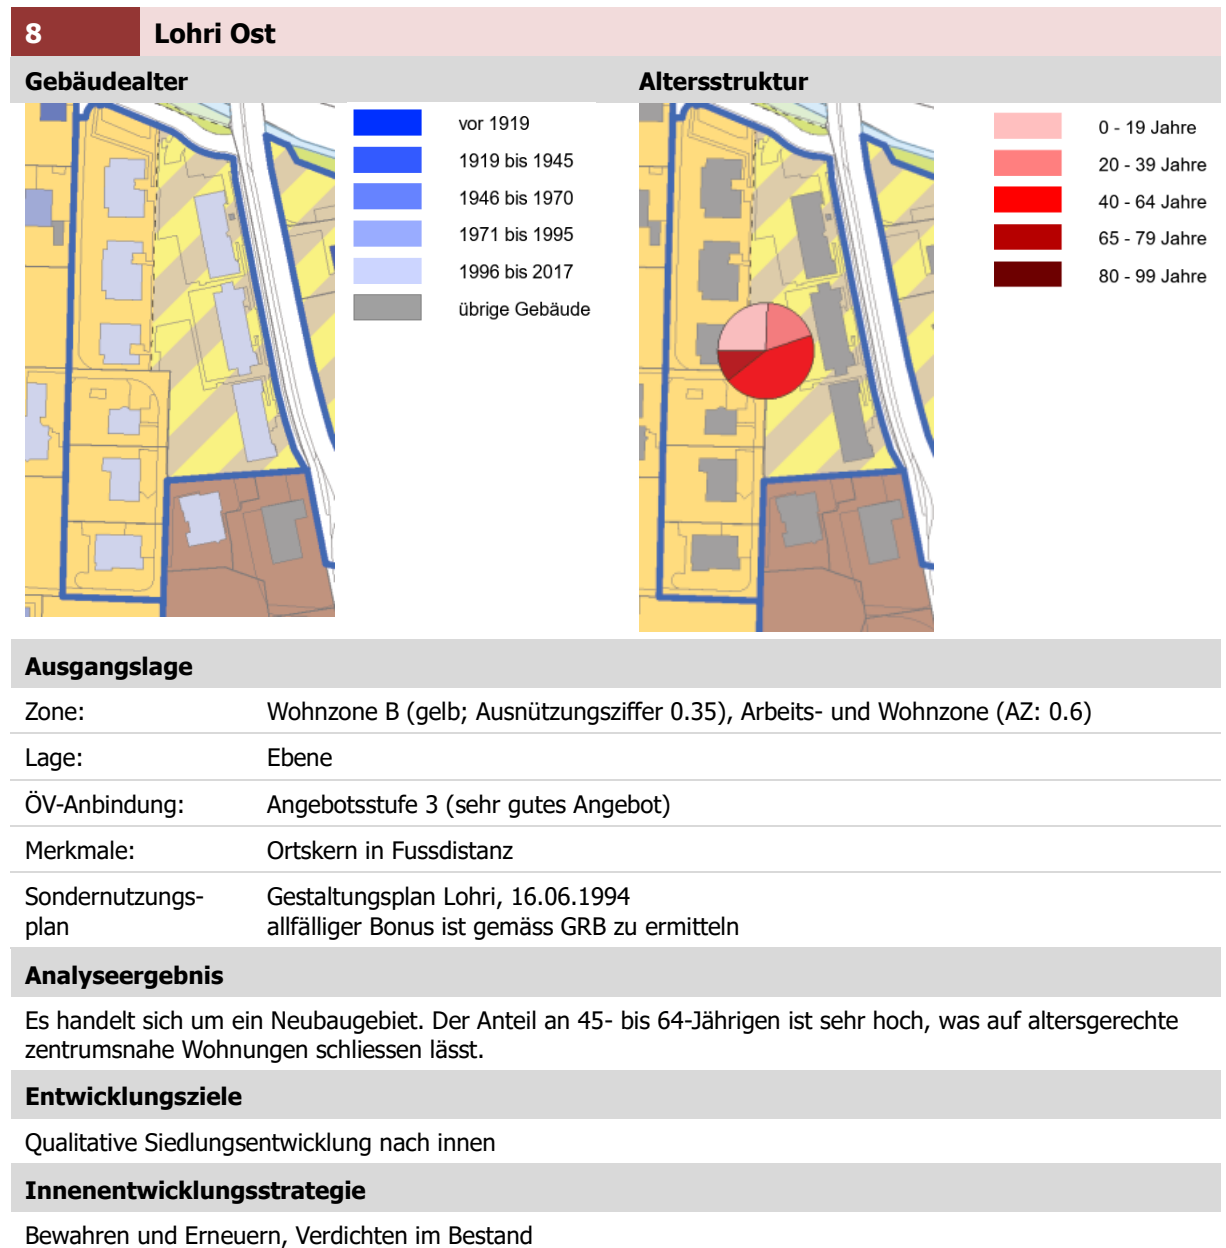 8 Lohri Ost
Gebäudealter
vor 1919
1919 bis 1945
1946 bis 1970
1971 bis 1995
1996 bis 2017
übrige Gebäude
Altersstruktur
0 - 19 Jahre
20 - 39 Jahre
40 - 64 Jahre
65 - 79 Jahre
80 - 99 Jahre
Ausgangslage
Zone: Wohnzone B (gelb; Ausnützungsziffer 0.35), Arbeits- und Wohnzone (AZ: 0.6)
Lage: Ebene
ÖV-Anbindung: Angebotsstufe 3 (sehr gutes Angebot)
Merkmale: Ortskern in Fussdistanz
Sondernutzungs- Gestaltungsplan Lohri, 16.06.1994
plan allfälliger Bonus ist gemäss GRB zu ermitteln
Analyseergebnis
Es handelt sich um ein Neubaugebiet. Der Anteil an 45- bis 64-Jährigen ist sehr hoch, was auf altersgerechte
zentrumsnahe Wohnungen schliessen lässt.
Entwicklungsziele
Qualitative Siedlungsentwicklung nach innen
Innenentwicklungsstrategie
Bewahren und Erneuern, Verdichten im Bestand